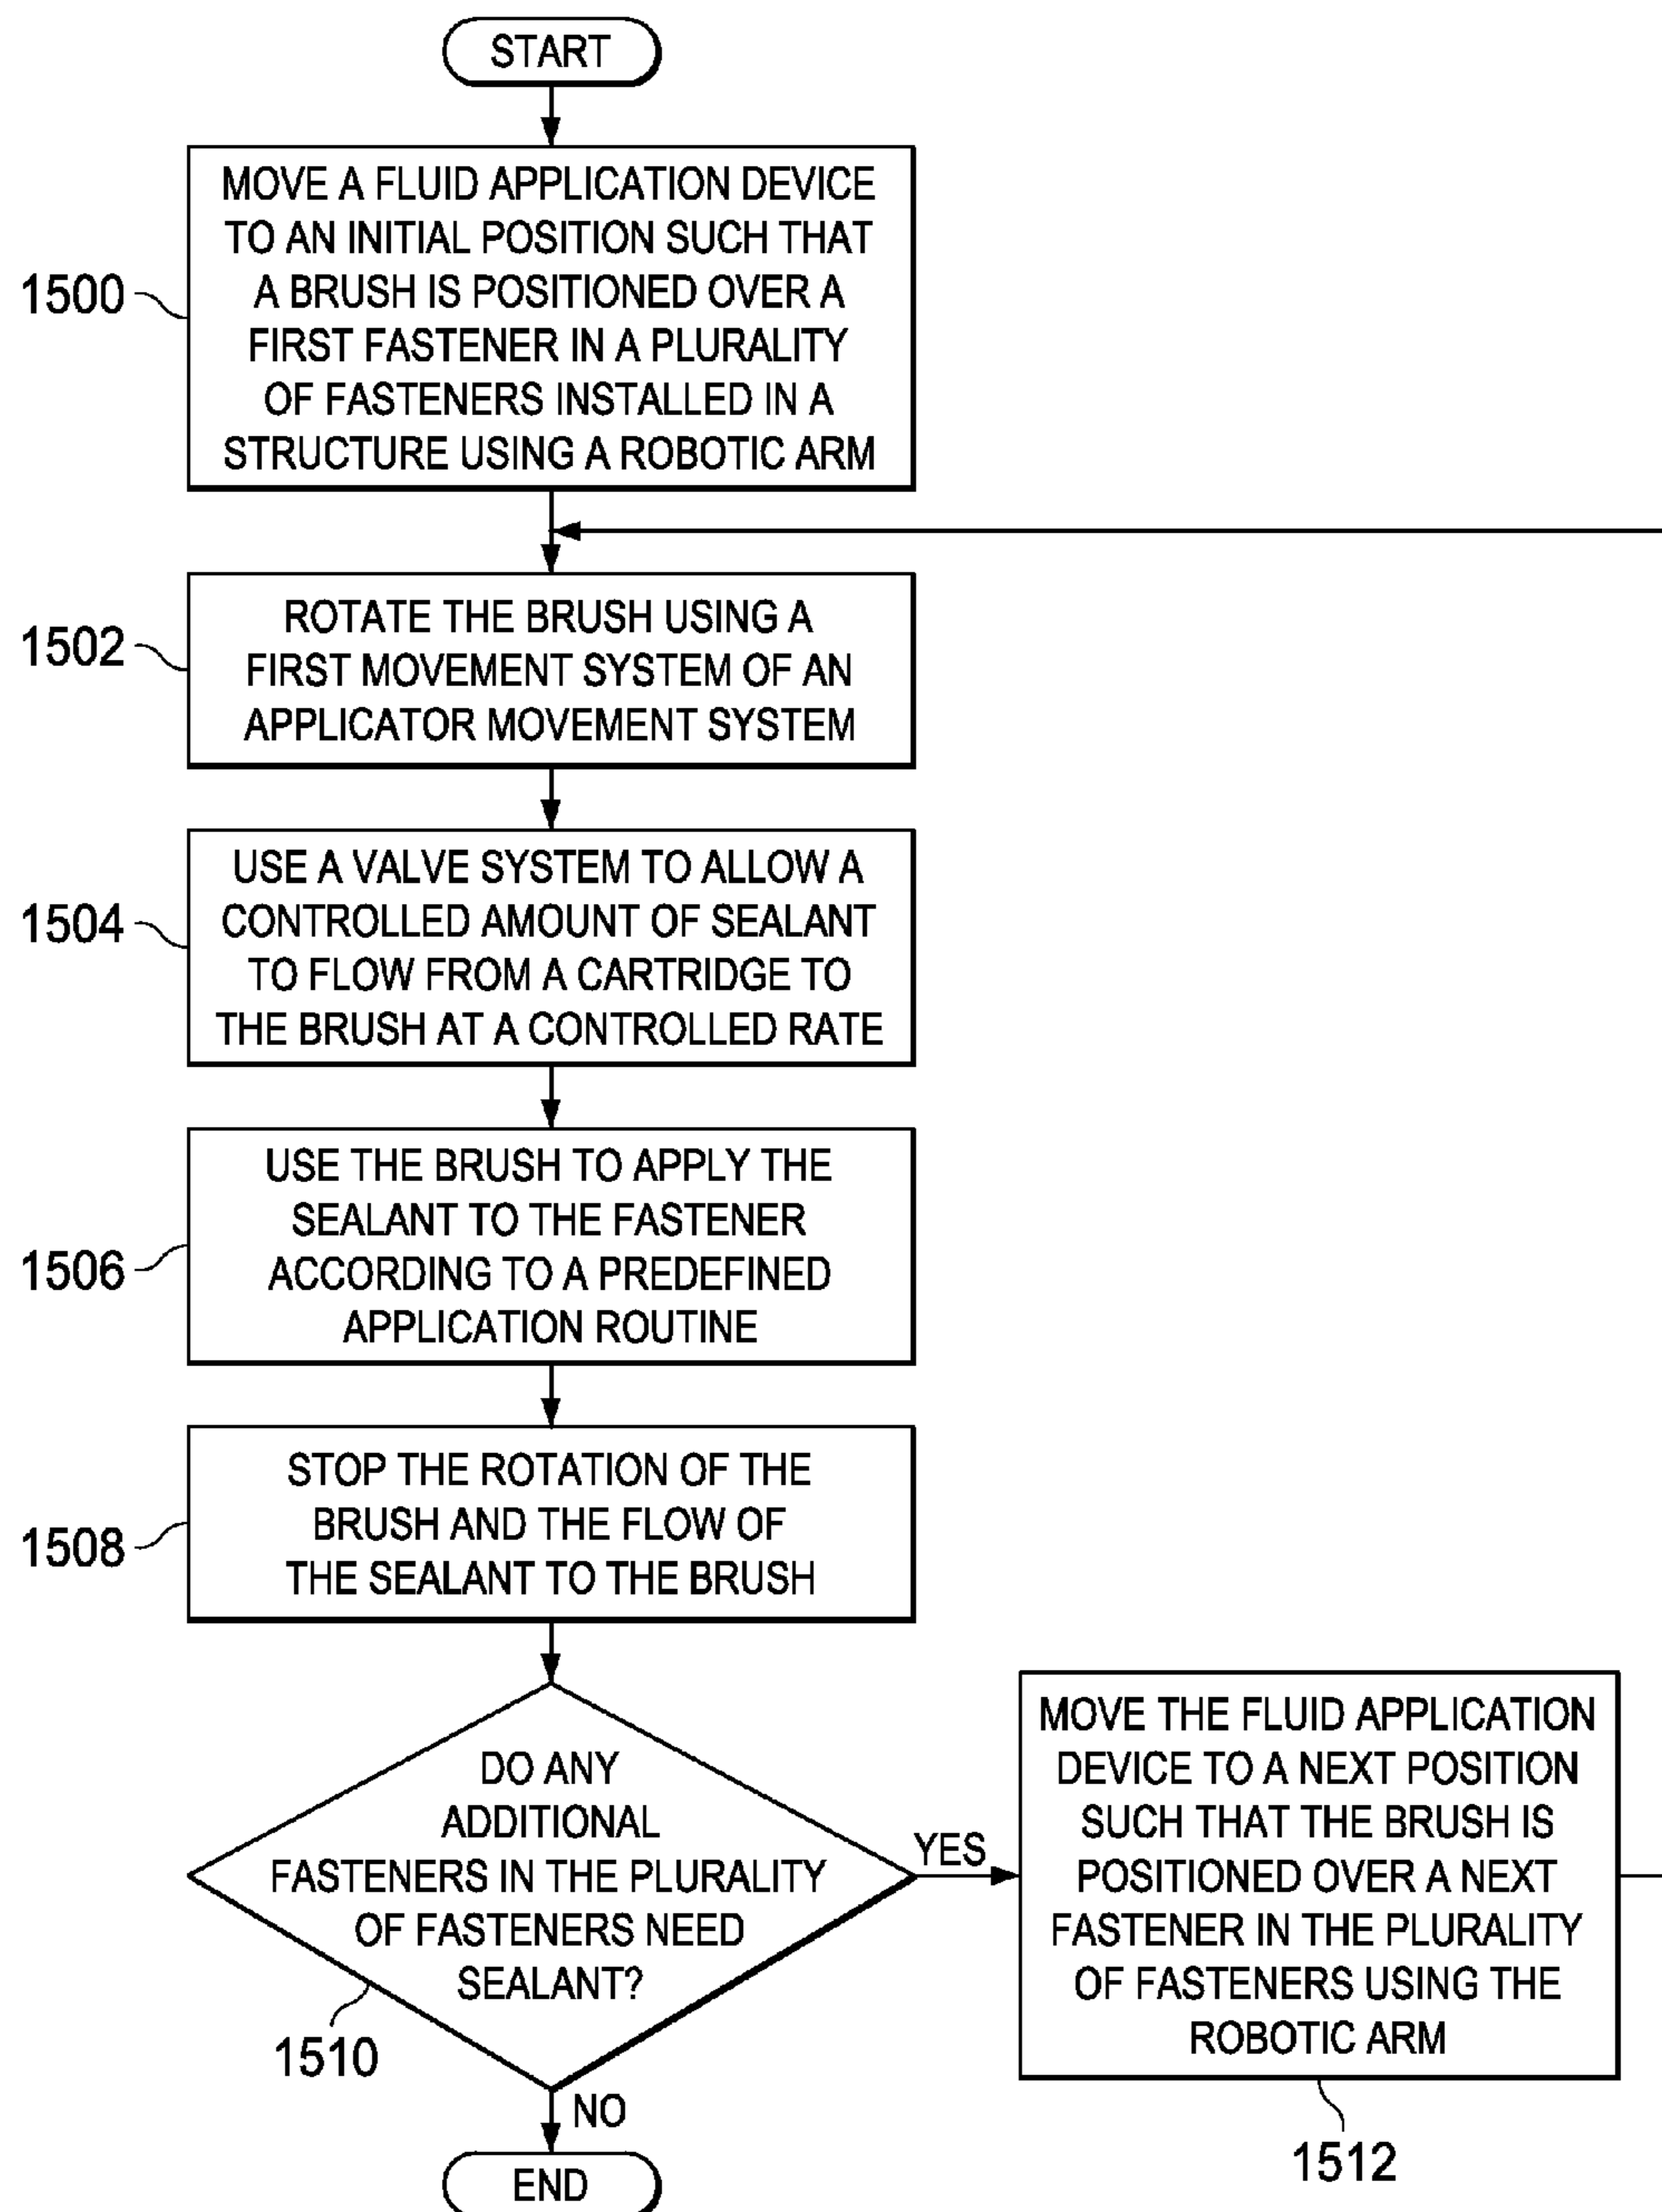 START
MOVE A FLUID APPLICATION DEVICE
TO AN INITIAL POSITION SUCH THAT
A BRUSH IS POSITIONED OVER A
FIRST FASTENER IN A PLURALITY
OF FASTENERS INSTALLED IN A
STRUCTURE USING A ROBOTIC ARM
1500
ROTATE THE BRUSH USING A
FIRST MOVEMENT SYSTEM OF AN
APPLICATOR MOVEMENT SYSTEM
1502
USE A VALVE SYSTEM TO ALLOW A
CONTROLLED AMOUNT OF SEALANT
TO FLOW FROM A CARTRIDGE TO
THE BRUSH AT A CONTROLLED RATE
1504
USE THE BRUSH TO APPLY THE
SEALANT TO THE FASTENER
ACCORDING TO A PREDEFINED
APPLICATION ROUTINE
1506
STOP THE ROTATION OF THE
BRUSH AND THE FLOW OF
THE SEALANT TO THE BRUSH
1508
DO ANY
ADDITIONAL
FASTENERS IN THE PLURALITY
OF FASTENERS NEED
SEALANT?
1510
YES
MOVE THE FLUID APPLICATION
DEVICE TO A NEXT POSITION
SUCH THAT THE BRUSH IS
POSITIONED OVER A NEXT
FASTENER IN THE PLURALITY
OF FASTENERS USING THE
ROBOTIC ARM
1512
NO
END